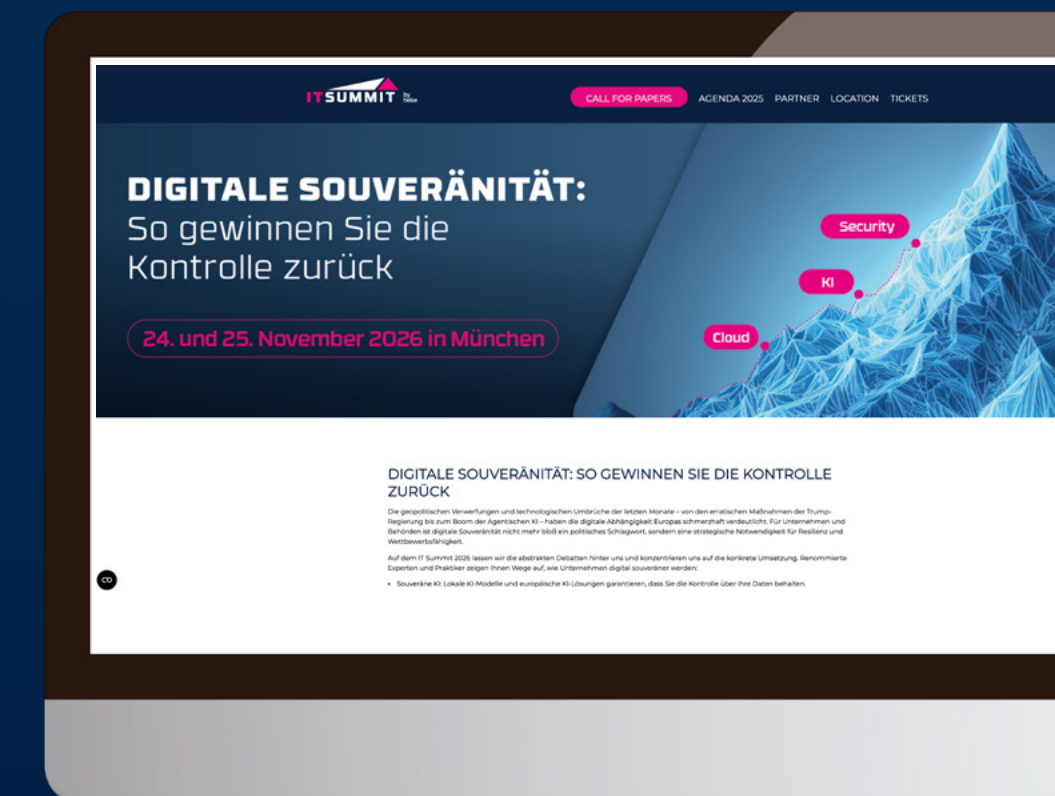 ITSUMMIT by heise
CALL FOR PAPERS AGENDA 2025 PARTNER LOCATION TICKETS
DIGITALE SOUVERÄNITÄT:
So gewinnen Sie die
Kontrolle zurück
24. und 25. November 2026 in München
Security
KI
Cloud
DIGITALE SOUVERÄNITÄT: SO GEWINNEN SIE DIE KONTROLLE
ZURÜCK
Die geopolitischen Verwerfungen und technologischen Umbrüche der letzten Monate – von den erratischen Maßnahmen der Trump-
Regierung bis zum Boom der Agentischen KI – haben die digitale Abhängigkeit Europas schmerzhaft verdeutlicht. Für Unternehmen und
Behörden ist digitale Souveränität nicht mehr bloß ein politisches Schlagwort, sondern eine strategische Notwendigkeit für Resilienz und
Wettbewerbsfähigkeit.
Auf dem IT Summit 2026 lassen wir die abstrakten Debatten hinter uns und konzentrieren uns auf die konkrete Umsetzung. Renommierte
Experten und Praktiker zeigen Ihnen Wege auf, wie Unternehmen digital souveräner werden:
• Souveräne KI: Lokale KI-Modelle und europäische KI-Lösungen garantieren, dass Sie die Kontrolle über Ihre Daten behalten.